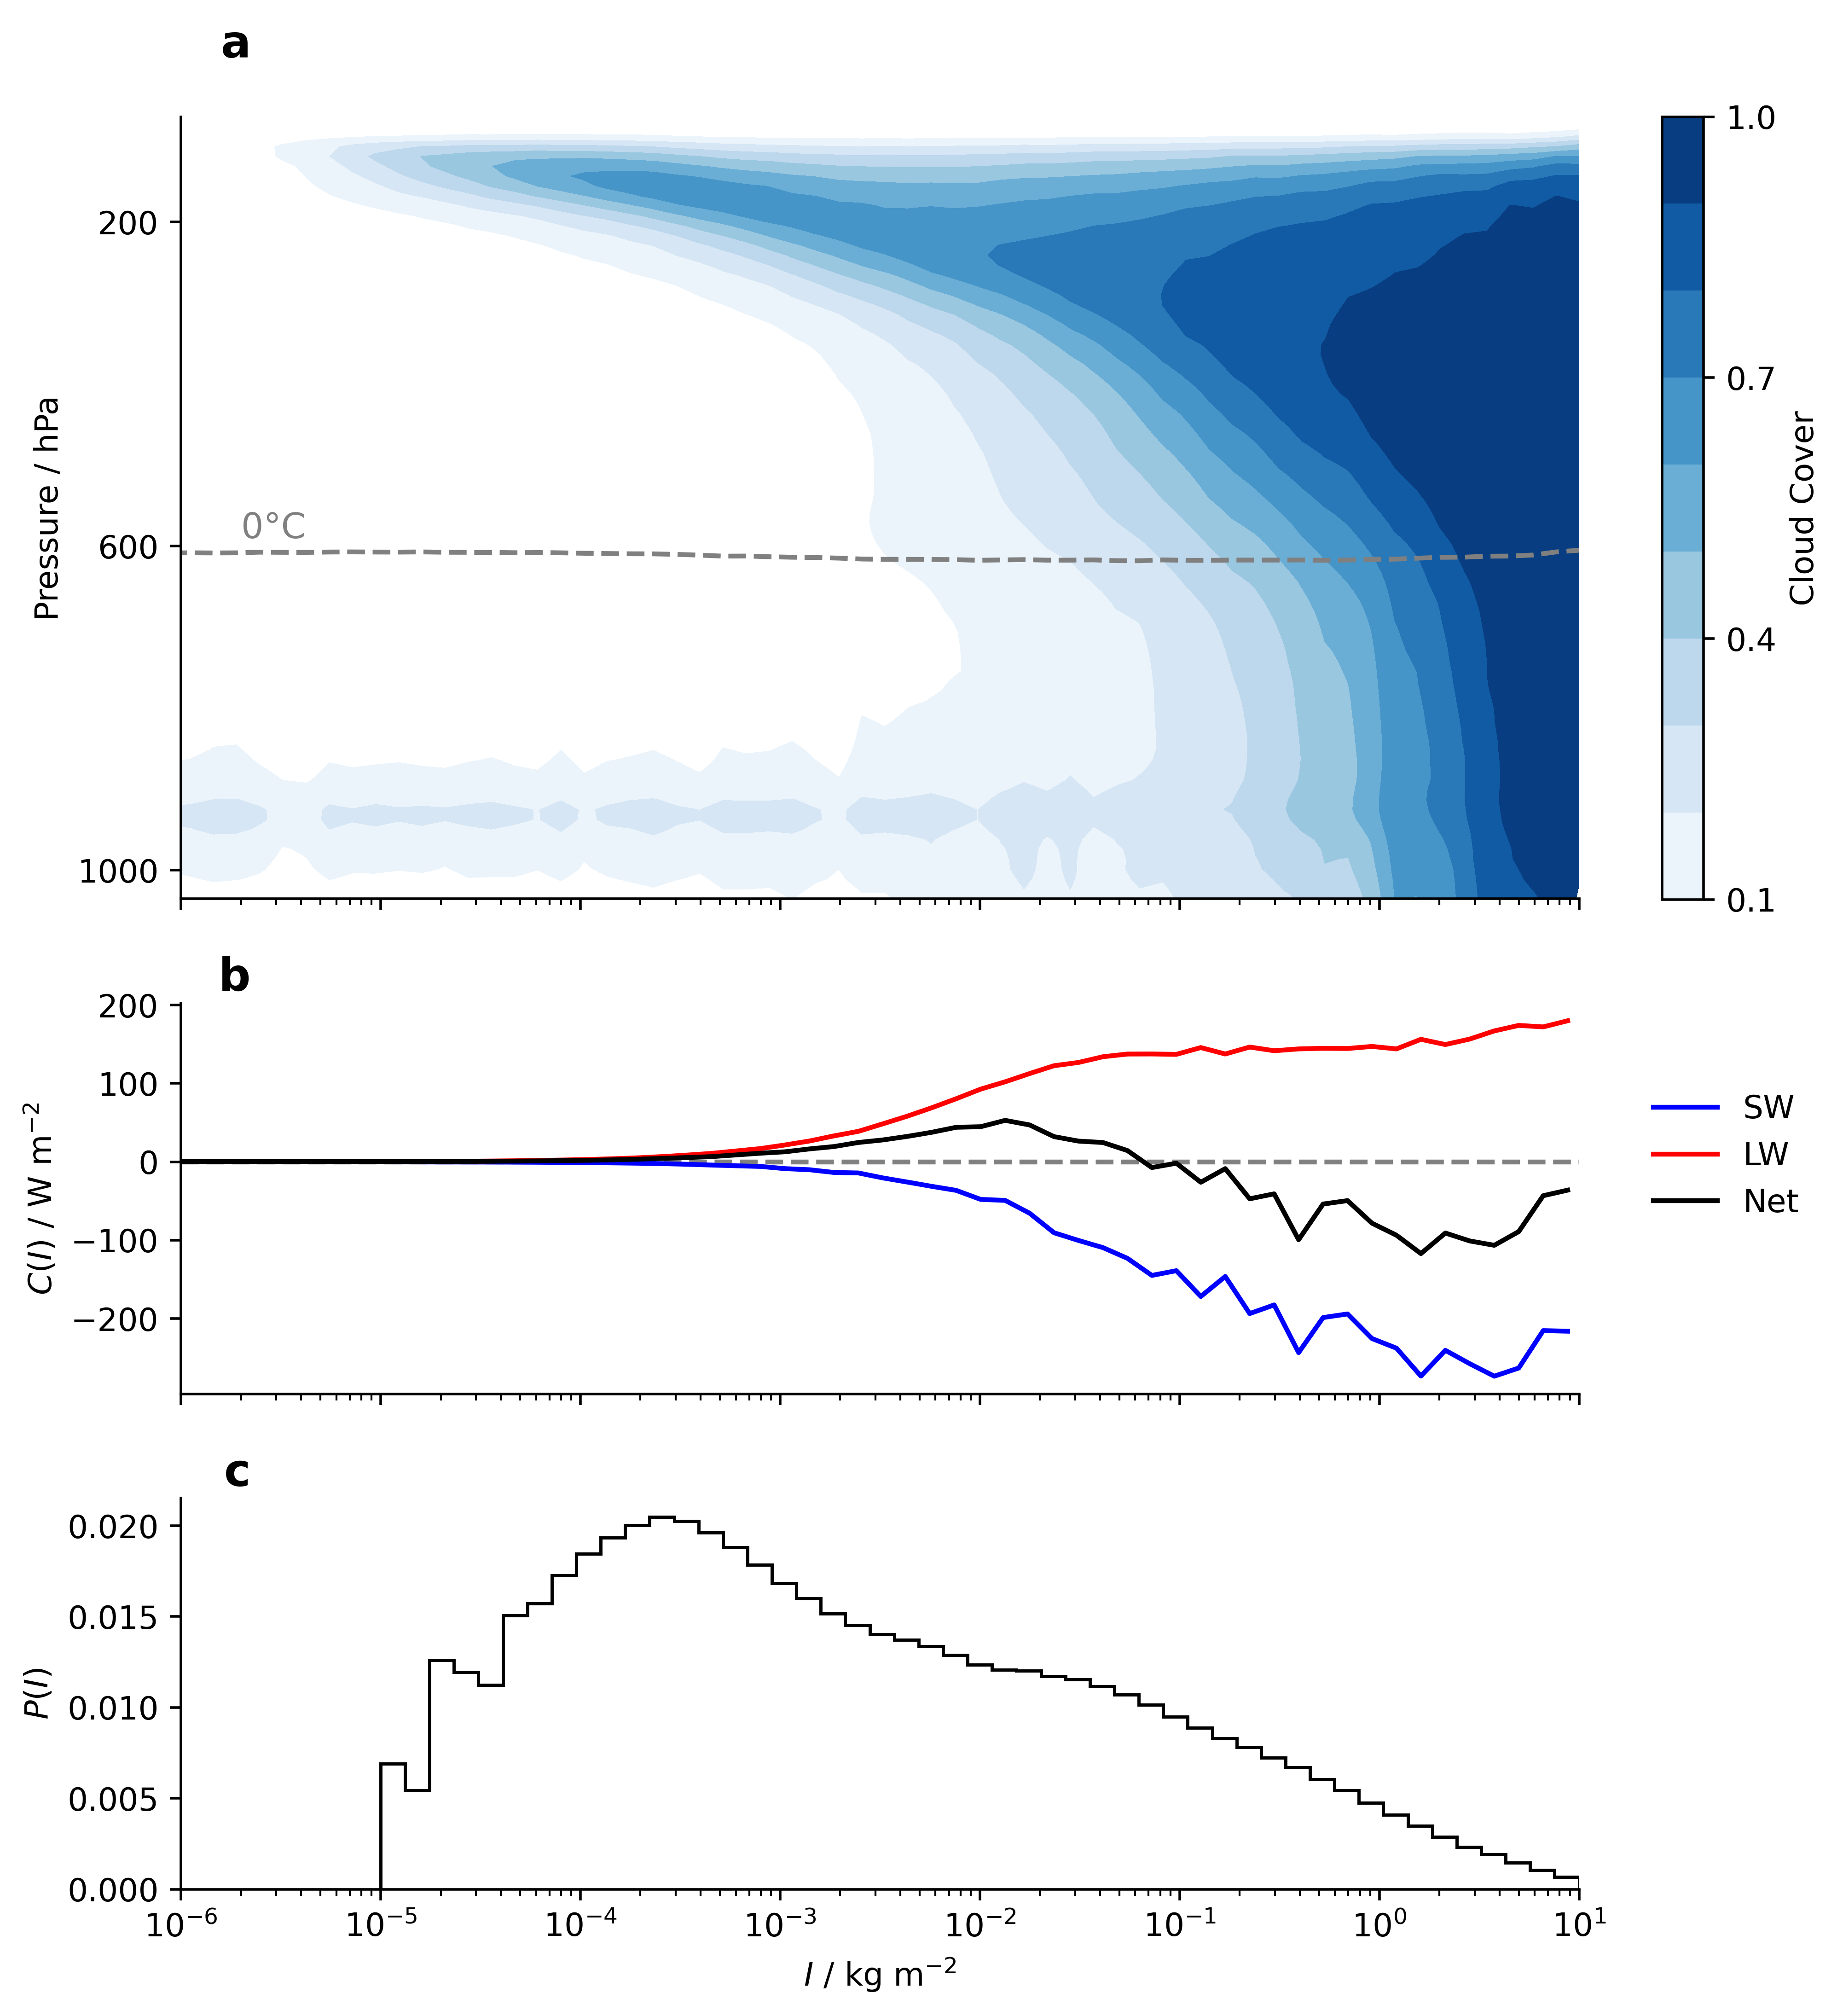 a
200
600
1000
Pressure / hPa
0°C
1.0
0.7
0.4
0.1
Cloud Cover
b
200
100
0
−100
−200
C(I) / W m⁻²
SW
LW
Net
c
0.020
0.015
0.010
0.005
0.000
P(I)
10⁻⁶ 10⁻⁵ 10⁻⁴ 10⁻³ 10⁻² 10⁻¹ 10⁰ 10¹
I / kg m⁻²